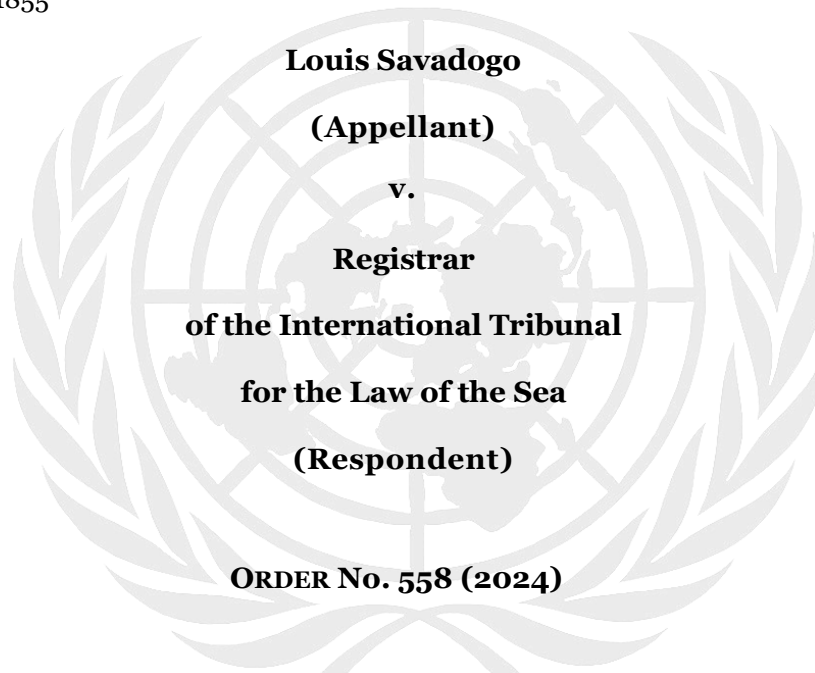 Louis Savadogo
(Appellant)
v.
Registrar
of the International Tribunal
for the Law of the Sea
(Respondent)
ORDER No. 558 (2024)